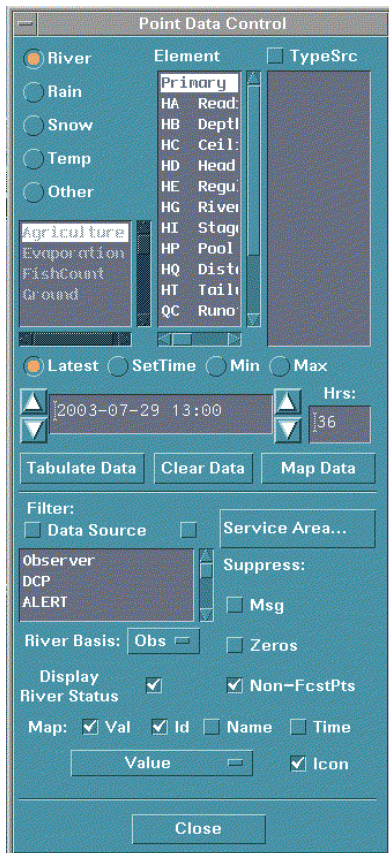 Point Data Control
River
Rain
Snow
Temp
Other
Agriculture
Evaporation
FishCount
Ground
Element
Primary
HA Readi
HB Depth
HC Ceili
HD Head
HE Regul
HG River
HI Stage
HP Pool
HQ Dist
HT Tail
QC Runo
TypeSrc
Latest
SetTime
Min
Max
2003-07-29 13:00
Hrs:
36
Tabulate Data
Clear Data
Map Data
Filter:
Data Source
Service Area...
Observer
DCP
ALERT
Suppress:
Msg
River Basis: Obs
Zeros
Display
River Status
Non-FcstPts
Map: Val Id Name Time
Value
Icon
Close